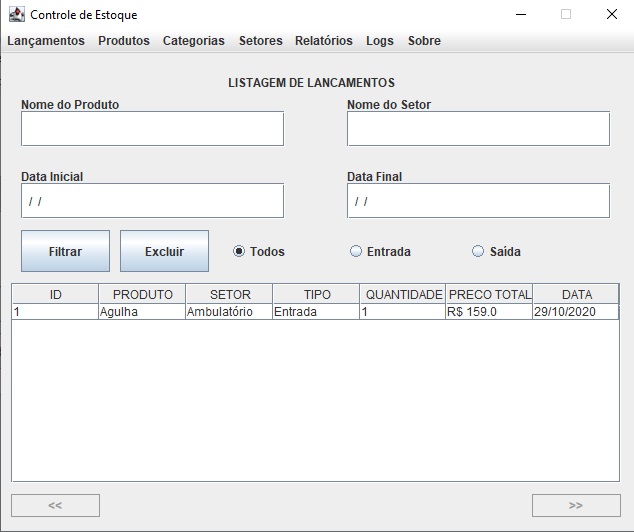 Controle de Estoque
Lançamentos Produtos Categorias Setores Relatórios Logs Sobre
LISTAGEM DE LANCAMENTOS
Nome do Produto Nome do Setor
Data Inicial Data Final
/ / / /
Filtrar Excluir Todos Entrada Saída
ID PRODUTO SETOR TIPO QUANTIDADE PRECO TOTAL DATA
1 Agulha Ambulatório Entrada 1 R$ 159.0 29/10/2020
<< >>